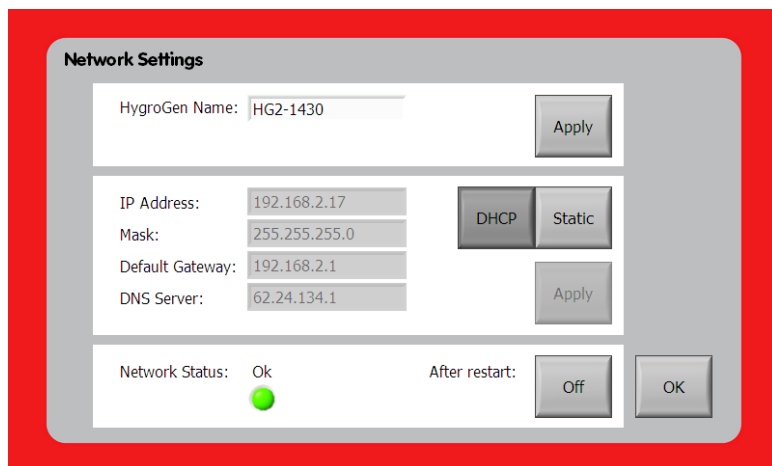 Network Settings
HygroGen Name: HG2-1430
Apply
IP Address: 192.168.2.17
DHCP Static
Mask: 255.255.255.0
Default Gateway: 192.168.2.1
DNS Server: 62.24.134.1
Apply
Network Status: Ok
After restart: Off
OK